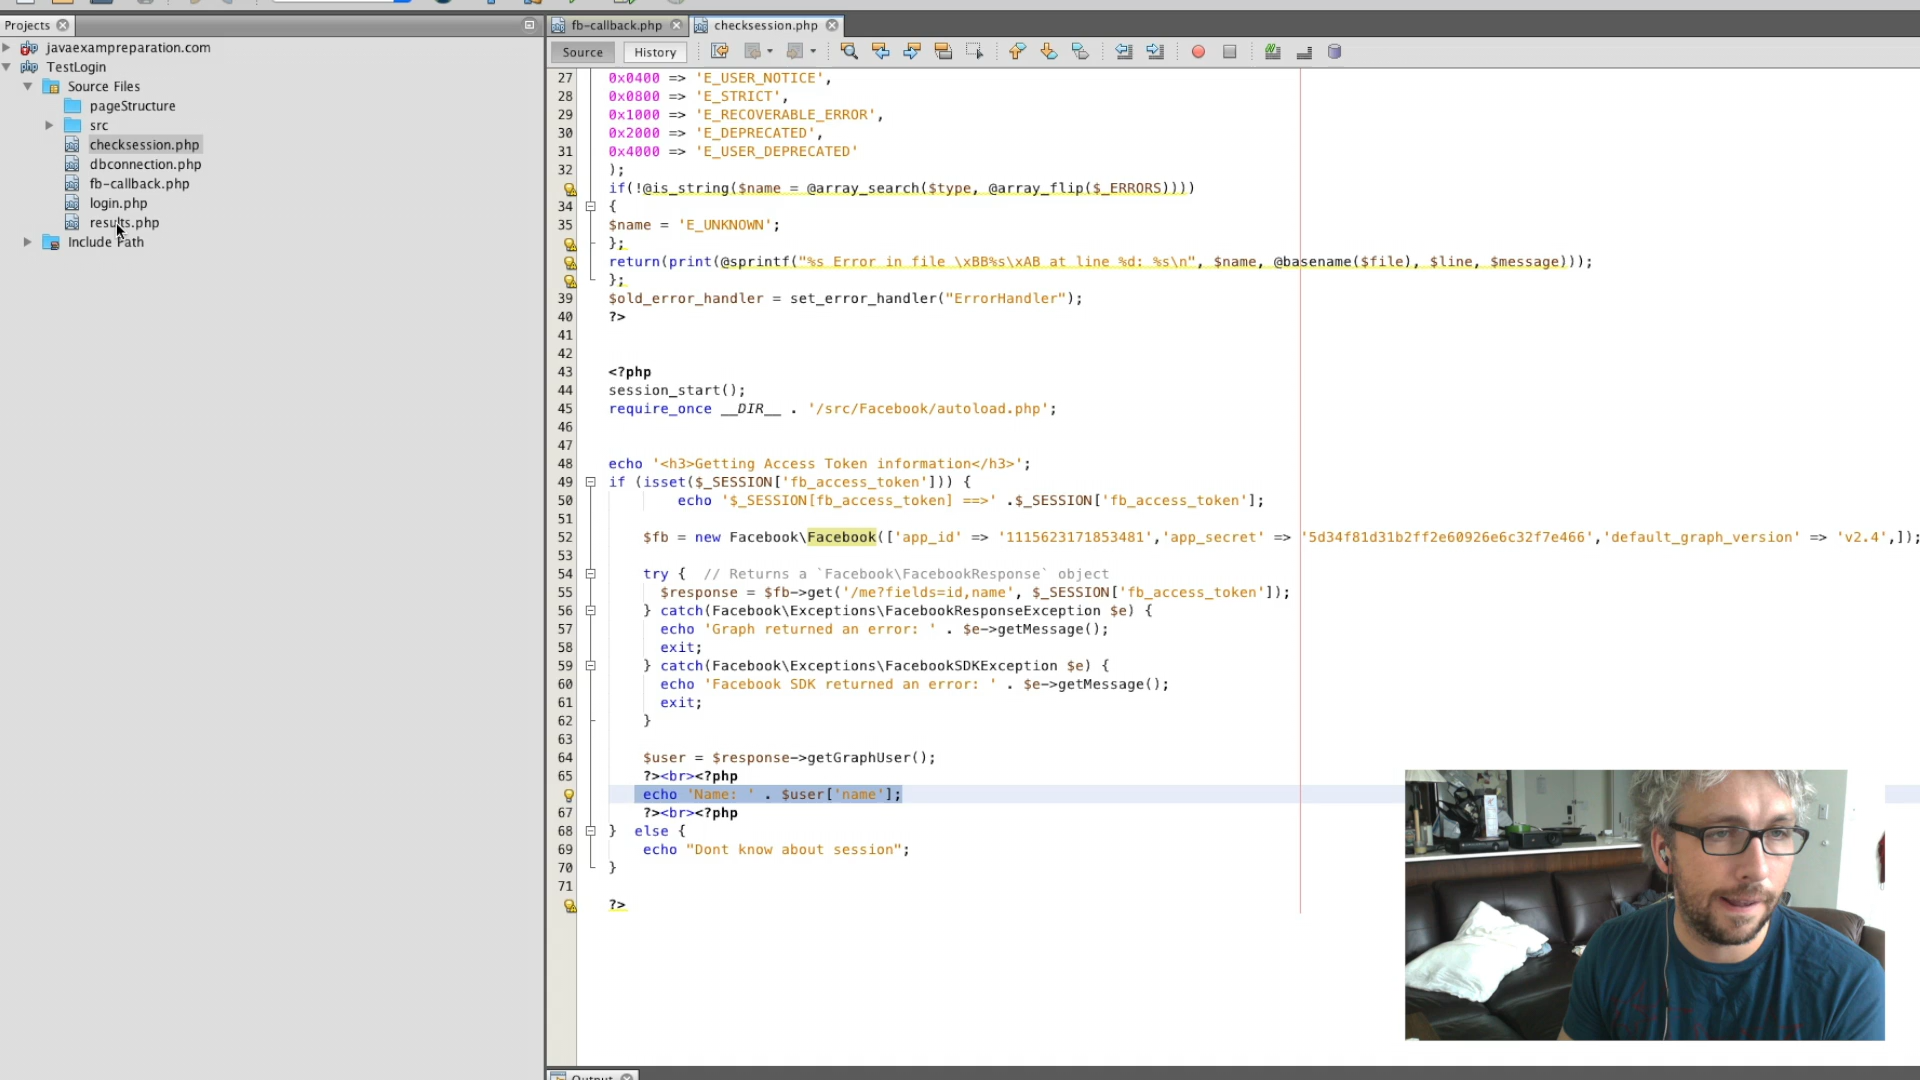 Projects
javaexampreparation.com
TestLogin
Source Files
pageStructure
src
checksession.php
dbconnection.php
fb-callback.php
login.php
results.php
Include Path
fb-callback.php
checksession.php
Source
History
27 0x0400 => 'E_USER_NOTICE',
28 0x0800 => 'E_STRICT',
29 0x1000 => 'E_RECOVERABLE_ERROR',
30 0x2000 => 'E_DEPRECATED',
31 0x4000 => 'E_USER_DEPRECATED'
32 );
if(!@is_string($name = @array_search($type, @array_flip($_ERRORS))))
34 {
35 $name = 'E_UNKNOWN';
};
return(print(@sprintf("%s Error in file \xBB%s\xAB at line %d: %s\n", $name, @basename($file), $line, $message)));
};
39 $old_error_handler = set_error_handler("ErrorHandler");
40 ?>
41
42
43 <?php
44 session_start();
45 require_once __DIR__ . '/src/Facebook/autoload.php';
46
47
48 echo '<h3>Getting Access Token information</h3>';
49 if (isset($_SESSION['fb_access_token'])) {
50 echo '$_SESSION[fb_access_token] ==>' .$_SESSION['fb_access_token'];
51
52 $fb = new Facebook\Facebook(['app_id' => '1115623171853481','app_secret' => '5d34f81d31b2ff2e60926e6c32f7e466','default_graph_version' => 'v2.4',]);
53
54 try { // Returns a `Facebook\FacebookResponse` object
55 $response = $fb->get('/me?fields=id,name', $_SESSION['fb_access_token']);
56 } catch(Facebook\Exceptions\FacebookResponseException $e) {
57 echo 'Graph returned an error: ' . $e->getMessage();
58 exit;
59 } catch(Facebook\Exceptions\FacebookSDKException $e) {
60 echo 'Facebook SDK returned an error: ' . $e->getMessage();
61 exit;
62 }
63
64 $user = $response->getGraphUser();
65 ?><br><?php
echo 'Name: ' . $user['name'];
67 ?><br><?php
68 } else {
69 echo "Dont know about session";
70 }
71
?>
Output